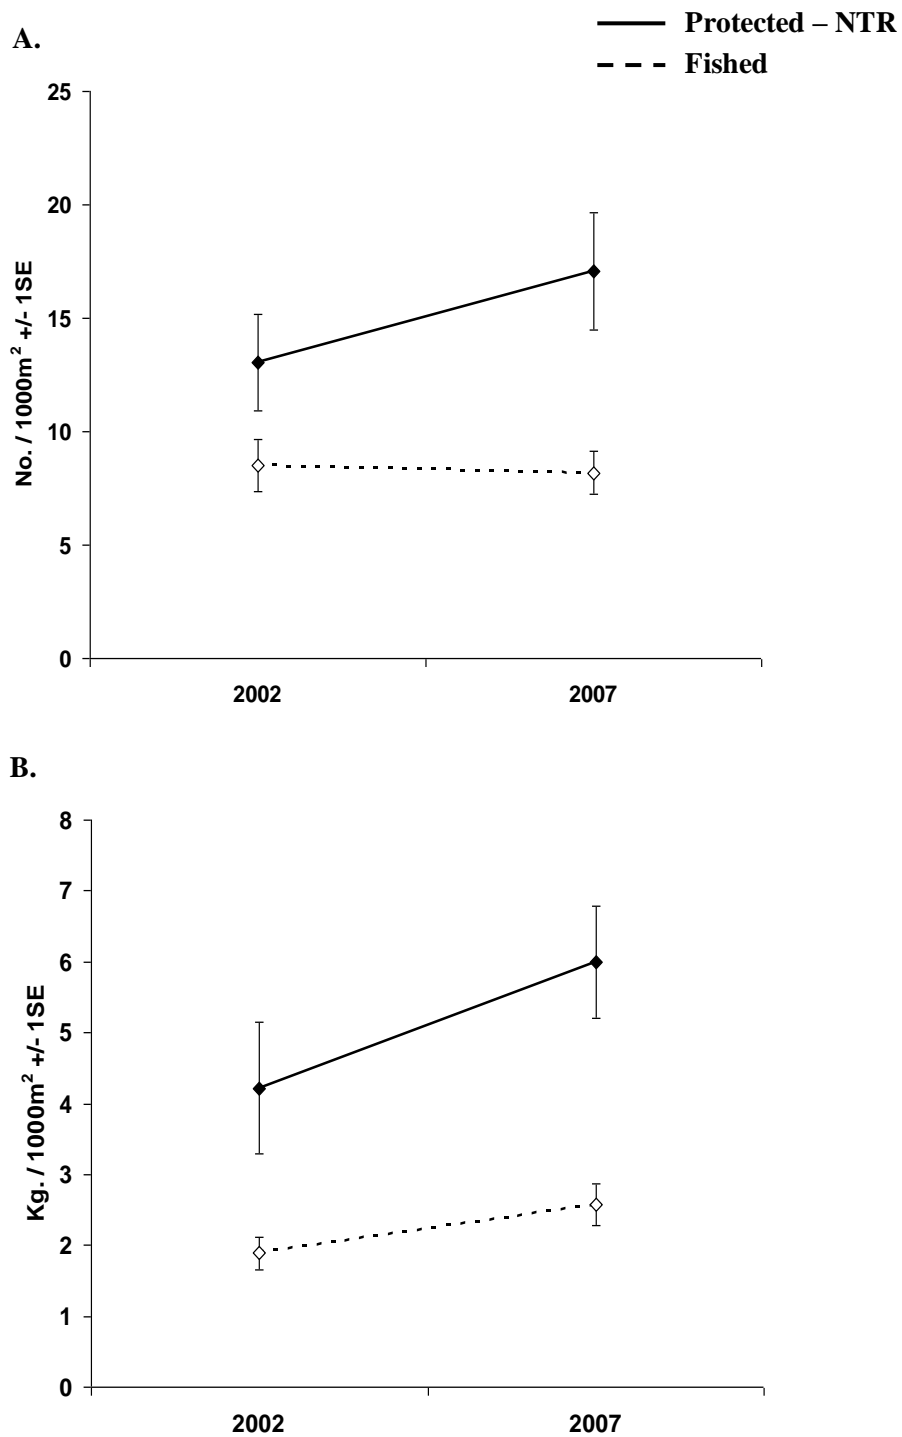 Protected – NTR
A.
Fished
25
20
15
10
5
0
No. / 1000m² +/- 1SE
2002 2007
B.
8
7
6
5
4
3
2
1
0
Kg. / 1000m² +/- 1SE
2002 2007